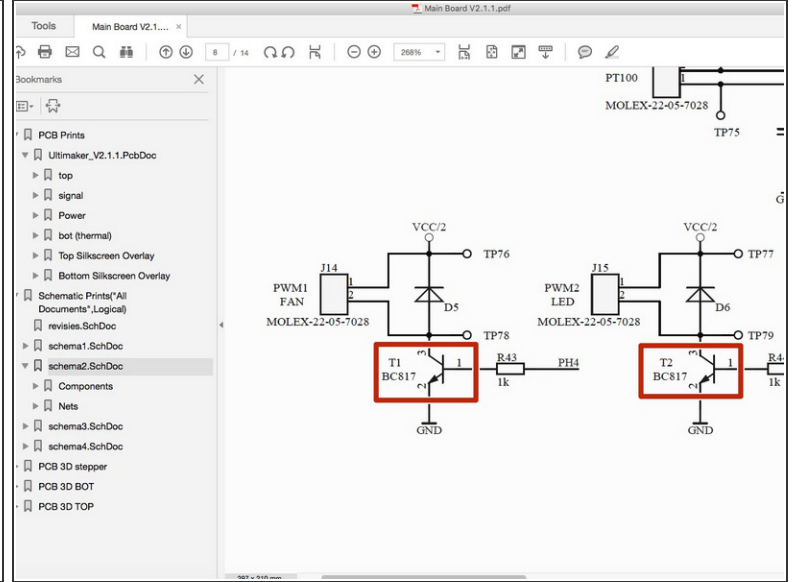 Main Board V2.1.1.pdf
Tools
Main Board V2.1.... ×
8 / 14
268%
Bookmarks
PCB Prints
Ultimaker_V2.1.1.PcbDoc
top
signal
Power
bot (thermal)
Top Silkscreen Overlay
Bottom Silkscreen Overlay
Schematic Prints("All
Documents",Logical)
revisies.SchDoc
schema1.SchDoc
schema2.SchDoc
Components
Nets
schema3.SchDoc
schema4.SchDoc
PCB 3D stepper
PCB 3D BOT
PCB 3D TOP
PT100
1
MOLEX-22-05-7028
TP75
G
VCC/2
TP76
J14
1
2
PWM1
FAN
D5
MOLEX-22-05-7028
TP78
T1
BC817
3
1
2
R43
1k
PH4
GND
VCC/2
TP77
J15
1
2
PWM2
LED
D6
MOLEX-22-05-7028
TP79
T2
BC817
3
1
2
R4
1k
GND
297 x 210 mm